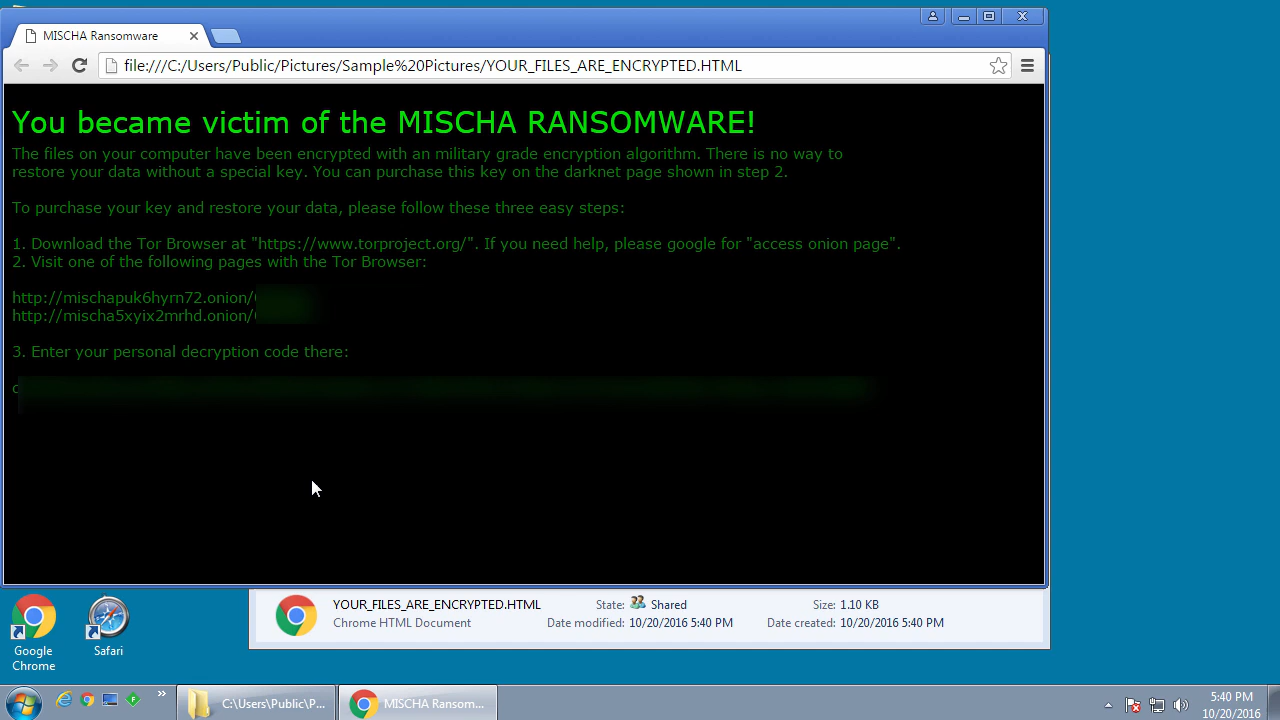 MISCHA Ransomware
file:///C:/Users/Public/Pictures/Sample%20Pictures/YOUR_FILES_ARE_ENCRYPTED.HTML
You became victim of the MISCHA RANSOMWARE!
The files on your computer have been encrypted with an military grade encryption algorithm. There is no way to
restore your data without a special key. You can purchase this key on the darknet page shown in step 2.
To purchase your key and restore your data, please follow these three easy steps:
1. Download the Tor Browser at "https://www.torproject.org/". If you need help, please google for "access onion page".
2. Visit one of the following pages with the Tor Browser:
http://mischapuk6hyrn72.onion/
http://mischa5xyix2mrhd.onion/
3. Enter your personal decryption code there:
YOUR_FILES_ARE_ENCRYPTED.HTML State: Shared Size: 1.10 KB
Chrome HTML Document Date modified: 10/20/2016 5:40 PM Date created: 10/20/2016 5:40 PM
Google Chrome
Safari
C:\Users\Public\P...
MISCHA Ransom...
5:40 PM
10/20/2016